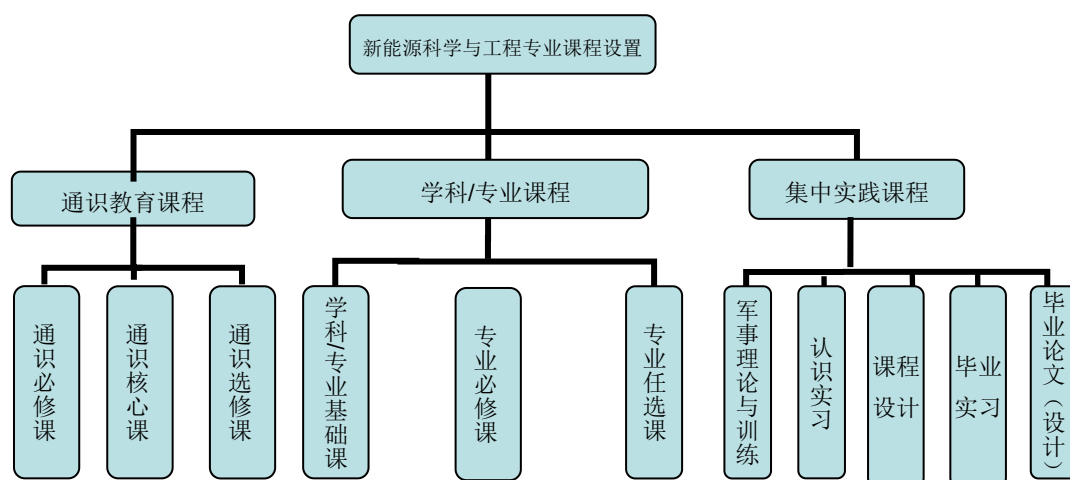 新能源科学与工程专业课程设置
通识教育课程
学科/专业课程
集中实践课程
通识必修课
通识核心课
通识选修课
学科/专业基础课
专业必修课
专业任选课
军事理论与训练
认识实习
课程
设计
毕业
实习
毕业论文（设计）